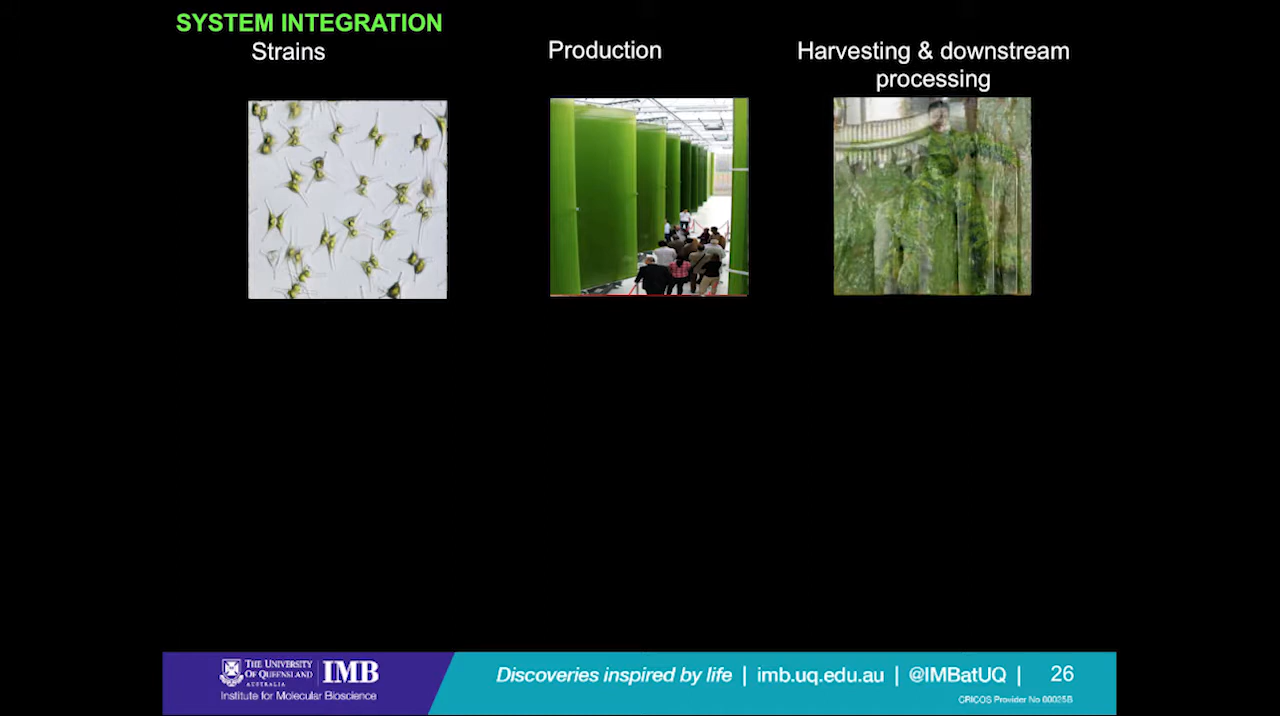 SYSTEM INTEGRATION
Strains
Production
Harvesting & downstream
processing
THE UNIVERSITY
OF QUEENSLAND
AUSTRALIA
IMB
Institute for Molecular Bioscience
Discoveries inspired by life | imb.uq.edu.au | @IMBatUQ | 26
CRICOS Provider No 00025B